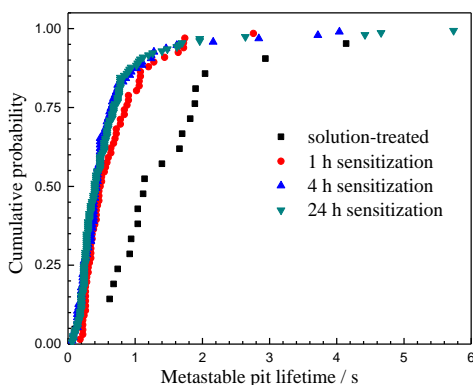 1.00
0.75
0.50
0.25
0.00
Cumulative probability
solution-treated
1 h sensitization
4 h sensitization
24 h sensitization
0 1 2 3 4 5 6
Metastable pit lifetime / s